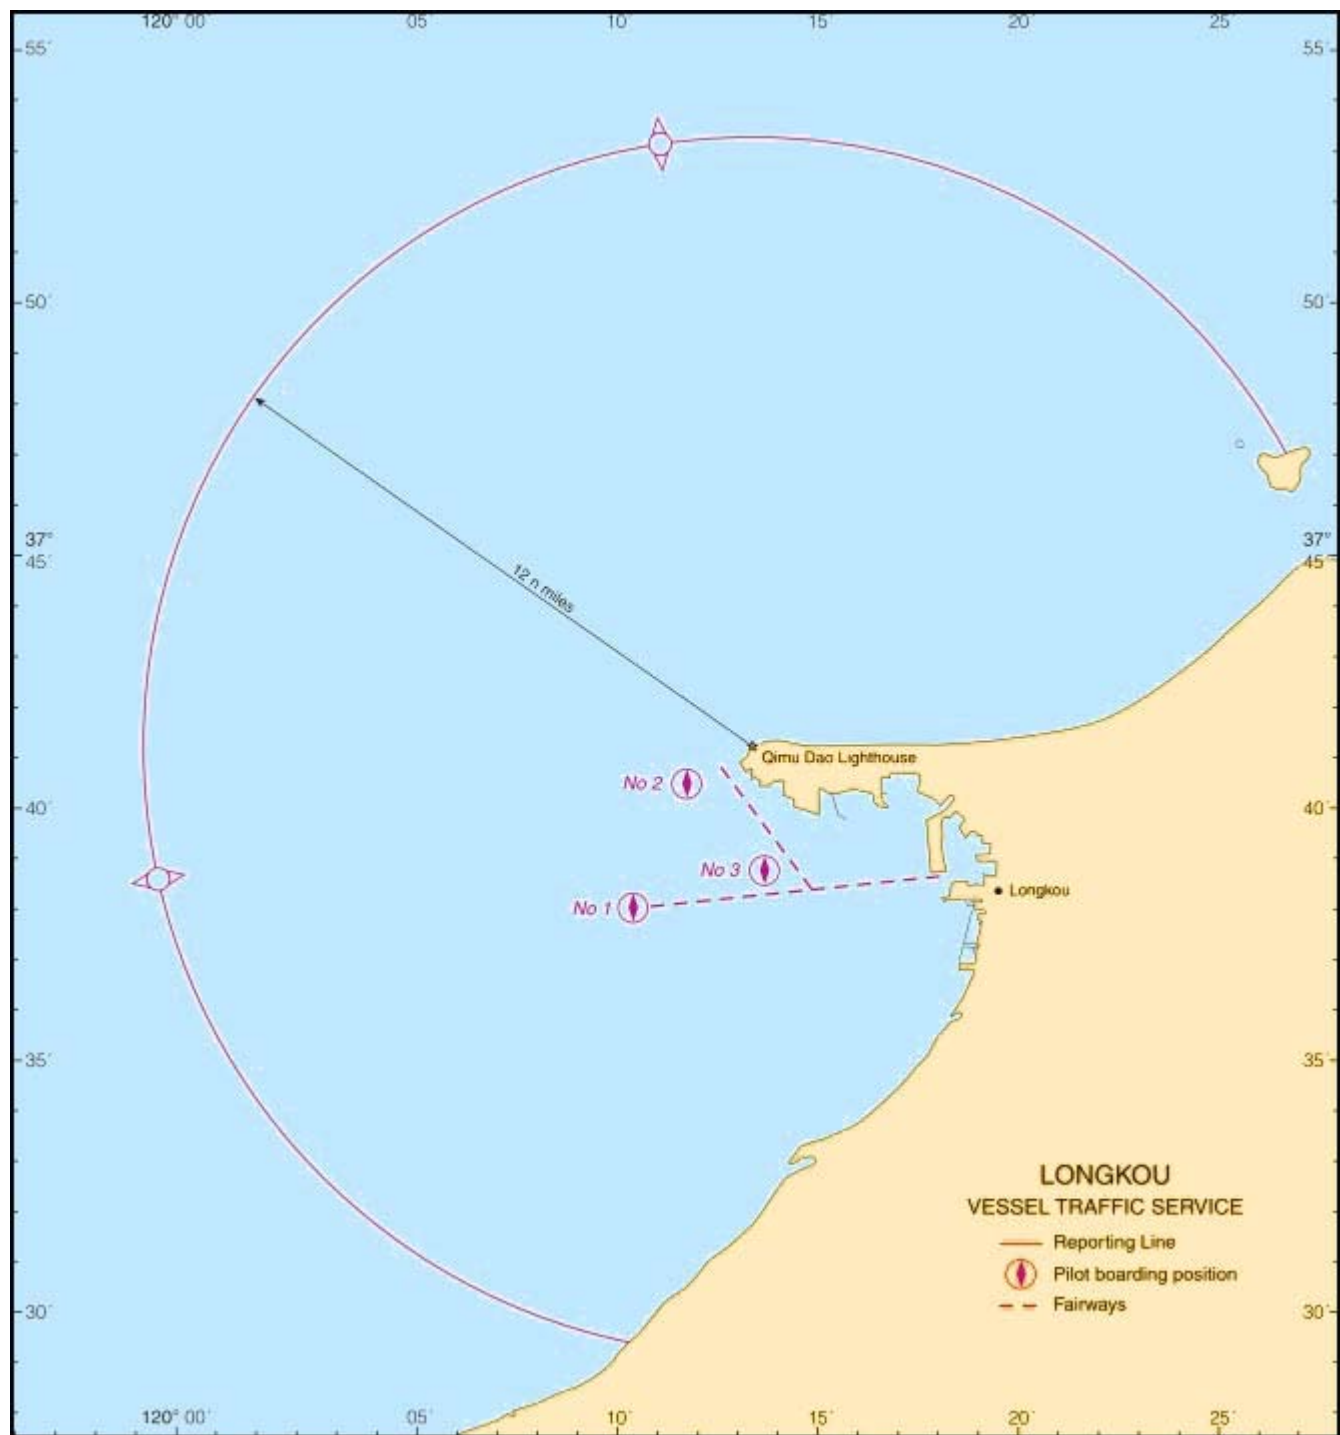 120° 00′ 05′ 10′ 15′ 20′ 25′
55′ 55′
50′ 50′
12 n miles
37° 37°
45′ 45′
Qimu Dao Lighthouse
No 2
40′ 40′
No 3
Longkou
No 1
35′ 35′
LONGKOU
VESSEL TRAFFIC SERVICE
Reporting Line
Pilot boarding position
Fairways
30′ 30′
120° 00′ 05′ 10′ 15′ 20′ 25′